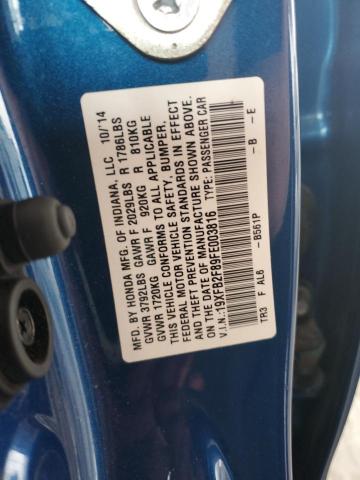 MFD. BY HONDA MFG. OF INDIANA, LLC 10/'14
GVWR 3792LBS GAWR F 2029LBS R 1786LBS
GVWR 1720KG GAWR F 920KG R 810KG
THIS VEHICLE CONFORMS TO ALL APPLICABLE
FEDERAL MOTOR VEHICLE SAFETY, BUMPER,
AND THEFT PREVENTION STANDARDS IN EFFECT
ON THE DATE OF MANUFACTURE SHOWN ABOVE.
V.I.N.:19XFB2F89FE003816 TYPE: PASSENGER CAR
-B561P -B -E
TR3 F AL6